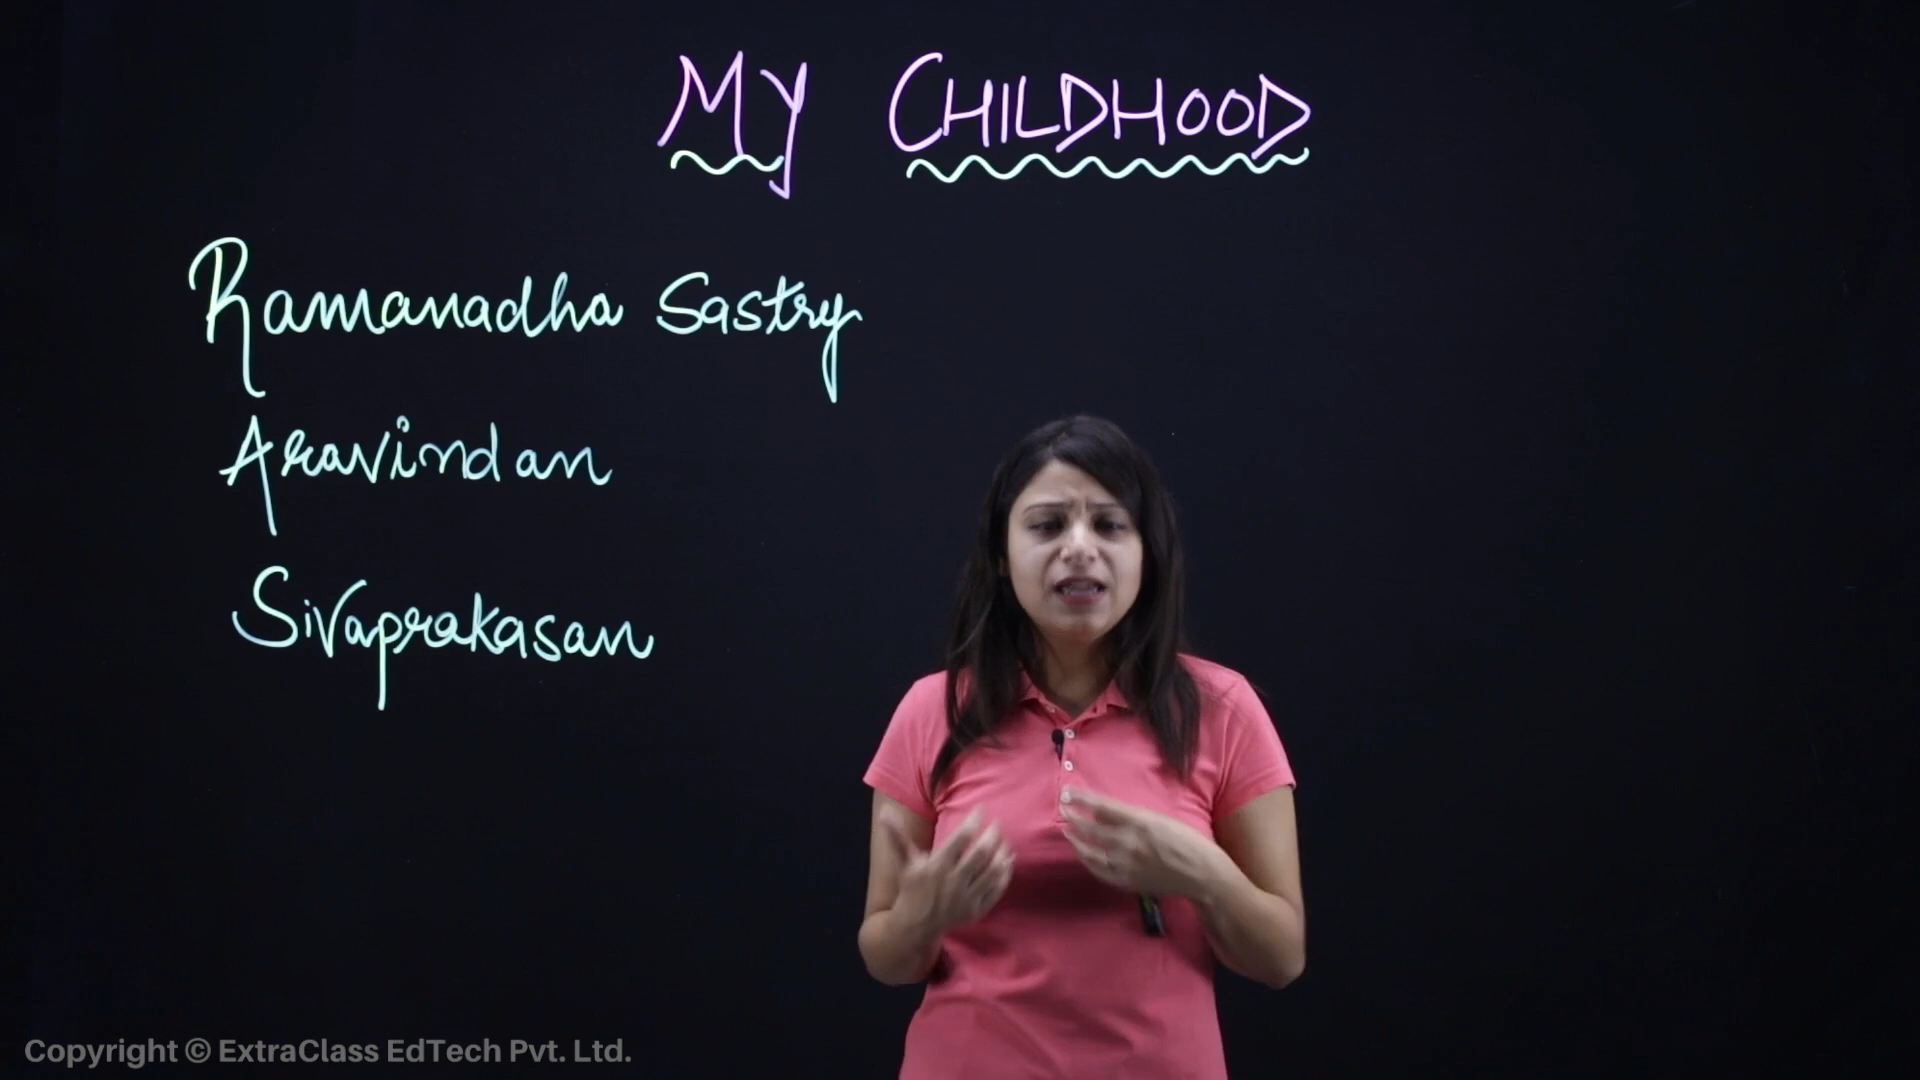 My CHILDHOOD
Ramanadha Sastry
Aravindan
Sivaprakasan
Copyright © ExtraClass EdTech Pvt. Ltd.